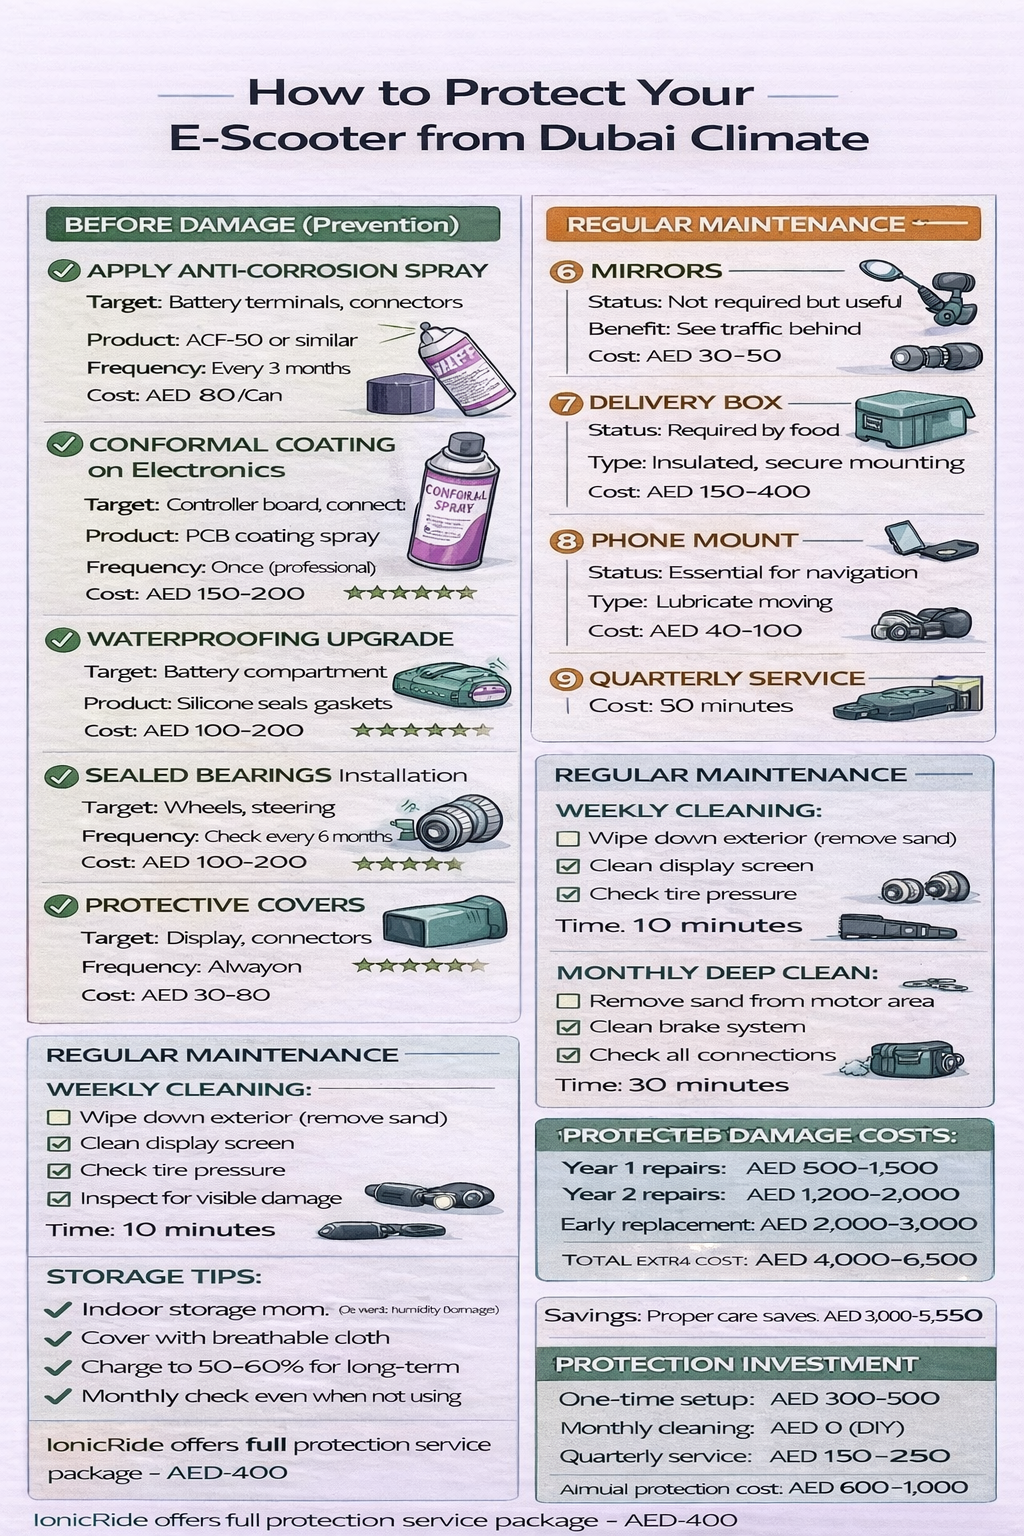 How to Protect Your
E-Scooter from Dubai Climate
BEFORE DAMAGE (Prevention)
APPLY ANTI-CORROSION SPRAY
Target: Battery terminals, connectors
Product: ACF-50 or similar
Frequency: Every 3 months
Cost: AED 80/Can
CONFORMAL COATING
on Electronics
SPRAY
Target: Controller board, connect:
Product: PCB coating spray
Frequency: Once (professional)
Cost: AED 150-200
WATERPROOFING UPGRADE
Target: Battery compartment
Product: Silicone seals gaskets
Cost: AED 100-200
SEALED BEARINGS Installation
Target: Wheels, steering
Frequency: Check every 6 months
Cost: AED 100-200
PROTECTIVE COVERS
Target: Display, connectors
Frequency: Alwayon
Cost: AED 30-80
REGULAR MAINTENANCE
WEEKLY CLEANING:
Wipe down exterior (remove sand)
Clean display screen
Check tire pressure
Inspect for visible damage
Time: 10 minutes
STORAGE TIPS:
Indoor storage mom. humidity
Cover with breathable cloth
Charge to 50-60% for long-term
Monthly check even when not using
IonicRide offers full protection service
package - AED-400
REGULAR MAINTENANCE
6 MIRRORS
Status: Not required but useful
Benefit: See traffic behind
Cost: AED 30-50
7 DELIVERY BOX
Status: Required by food
Type: Insulated, secure mounting
Cost: AED 150-400
8 PHONE MOUNT
Status: Essential for navigation
Type: Lubricate moving
Cost: AED 40-100
9 QUARTERLY SERVICE
Cost: 50 minutes
REGULAR MAINTENANCE
WEEKLY CLEANING:
Wipe down exterior (remove sand)
Clean display screen
Check tire pressure
Time. 10 minutes
MONTHLY DEEP CLEAN:
Remove sand from motor area
Clean brake system
Check all connections
Time: 30 minutes
DAMAGE COSTS:
Year 1 repairs: AED 500-1,500
Year 2 repairs: AED 1,200-2,000
Early replacement: AED 2,000-3,000
TOTAL EXTR4 COST: AED 4,000-6,500
Savings: Proper care saves. AED 3,000-5,550
PROTECTION INVESTMENT
One-time setup: AED 300-500
Monthly cleaning: AED 0 (DIY)
Quarterly service: AED 150-250
Aimual protection cost: AED 600-1,000
IonicRide offers full protection service package - AED-400